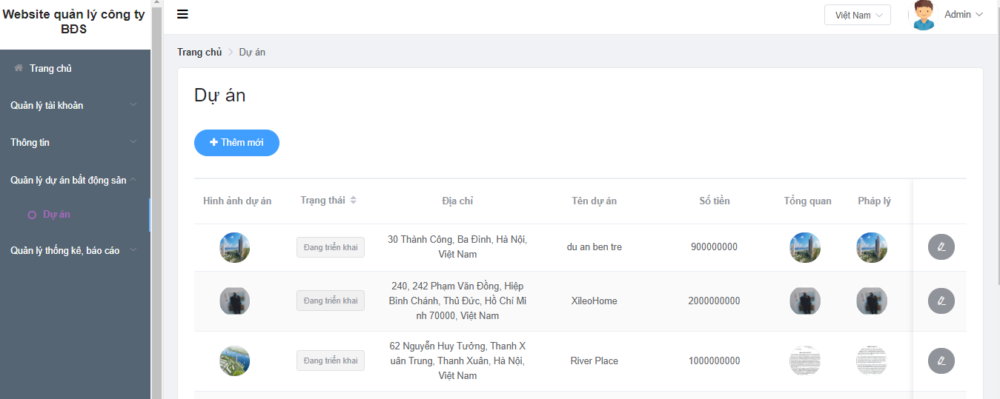 Website quản lý công ty
BĐS
Việt Nam
Admin
Trang chủ
Quản lý tài khoản
Thông tin
Quản lý dự án bất động sản
Dự án
Quản lý thống kê, báo cáo
Trang chủ > Dự án
Dự án
+ Thêm mới
Hình ảnh dự án Trạng thái Địa chỉ Tên dự án Số tiền Tổng quan Pháp lý
Đang triển khai
30 Thành Công, Ba Đình, Hà Nội,
Việt Nam
du an ben tre
900000000
Đang triển khai
240, 242 Phạm Văn Đồng, Hiệp
Bình Chánh, Thủ Đức, Hồ Chí Mi
nh 70000, Việt Nam
XileoHome
2000000000
Đang triển khai
62 Nguyễn Huy Tưởng, Thanh X
uân Trung, Thanh Xuân, Hà Nội,
Việt Nam
River Place
1000000000